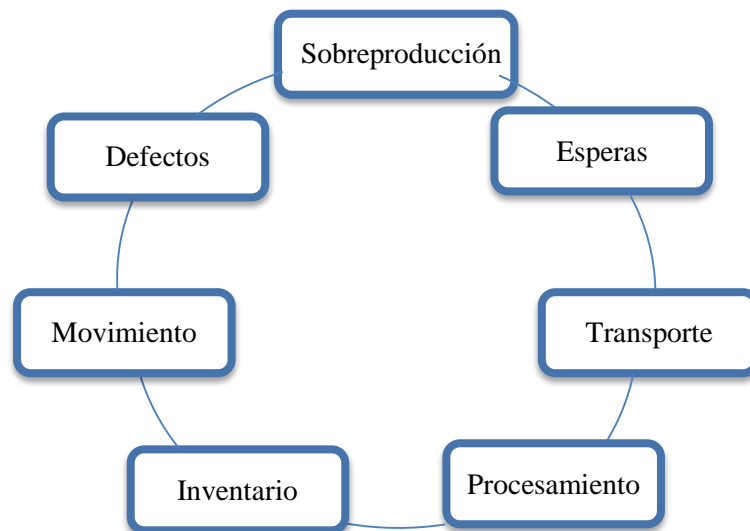 Sobreproducción
Esperas
Transporte
Procesamiento
Inventario
Movimiento
Defectos